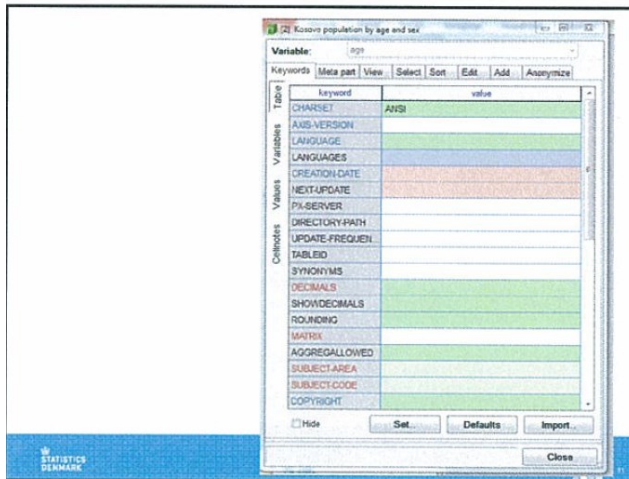 [2] Kosovo population by age and sex
Variable: age
Keywords Meta part View Select Sort Edit Add Anonymize
Table
Variables
Values
Cellnotes
keyword value
CHARSET ANSI
AXIS-VERSION
LANGUAGE
LANGUAGES
CREATION-DATE
NEXT-UPDATE
PX-SERVER
DIRECTORY-PATH
UPDATE-FREQUEN
TABLEID
SYNONYMS
DECIMALS
SHOWDECIMALS
ROUNDING
MATRIX
AGGREGALLOWED
SUBJECT-AREA
SUBJECT-CODE
COPYRIGHT
Hide Set... Defaults Import...
Close
STATISTICS
DENMARK
11